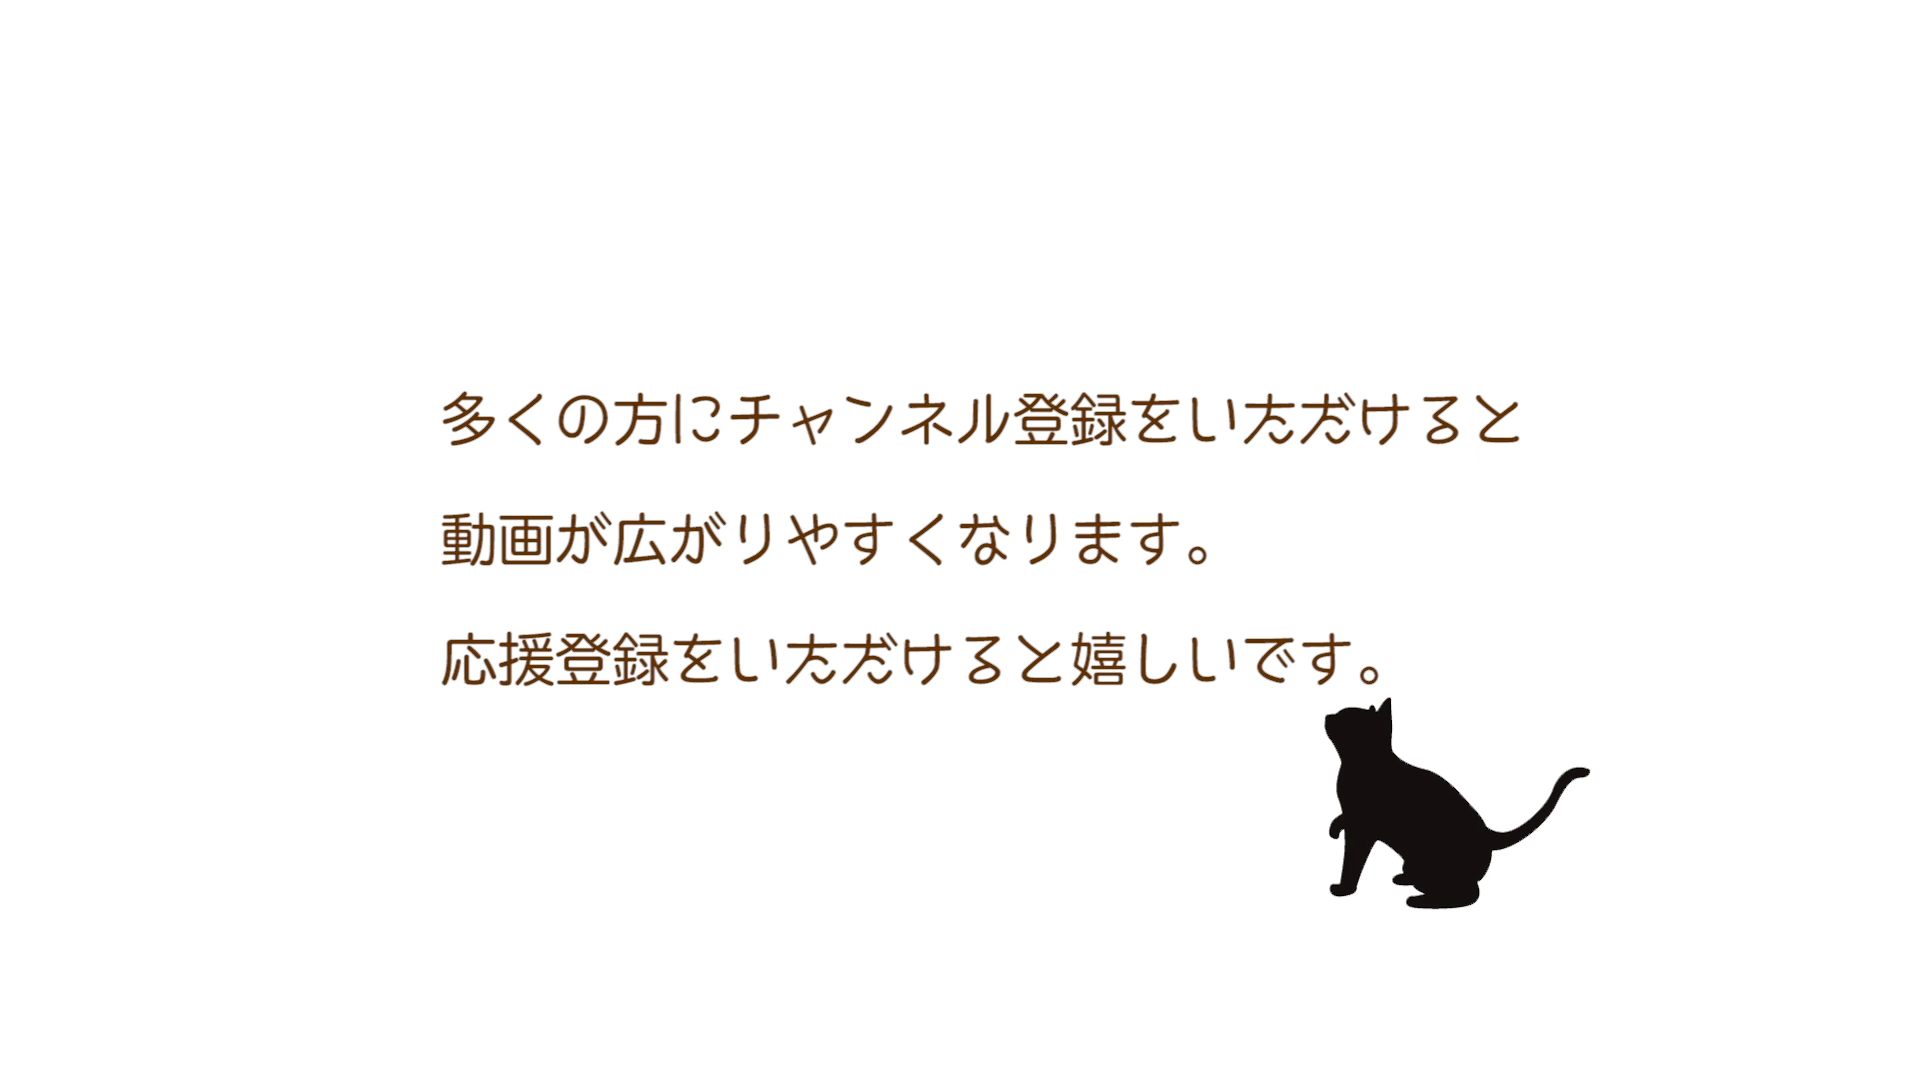 多くの方にチャンネル登録をいただけると
動画が広がりやすくなります。
応援登録をいただけると嬉しいです。